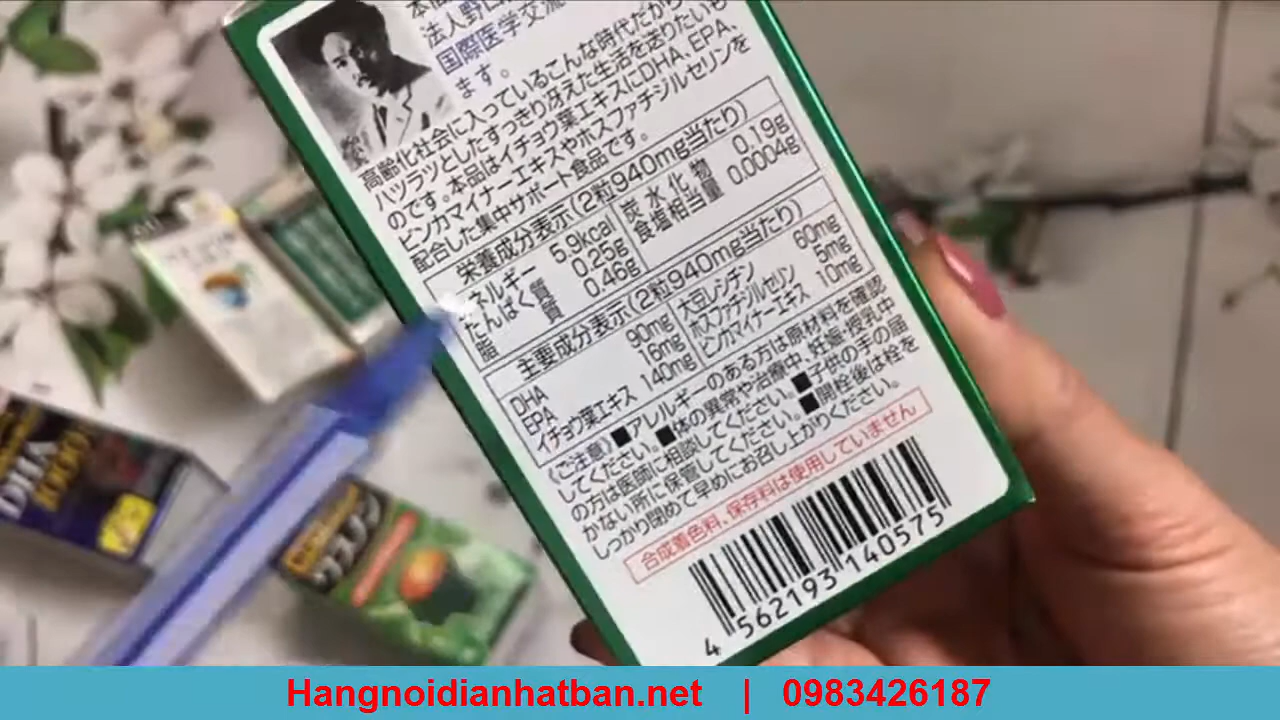 法人野口
国際医学交流
ます。
高齢化社会に入っているこんな時代だから
ハツラツとしたすっきり冴えた生活を送りたいも
のです。本品はイチョウ葉エキスにDHA、EPA、
ビンカマイナーエキスやホスファチジルセリンを
配合した集中サポート食品です。
栄養成分表示(2粒940mg当たり)
ネルギー 5.9kcal 炭水化物 0.19g
たんぱく質 0.25g 食塩相当量 0.0004g
脂質 0.46g
主要成分表示(2粒940mg当たり)
DHA 90mg 大豆レシチン 60mg
EPA 16mg ホスファチジルセリン 5mg
イチョウ葉エキス 140mg ビンカマイナーエキス 10mg
《ご注意》■アレルギーのある方は原材料を確認
してください。■体の異常や治療中、妊娠・授乳中
の方は医師に相談してください。■子供の手の届
かない所に保管してください。■開栓後は栓を
しっかり閉めて早めにお召し上がりください。
合成着色料、保存料は使用していません
4 562193 140575
DHA
1000
Hangnoidianhatban.net | 0983426187